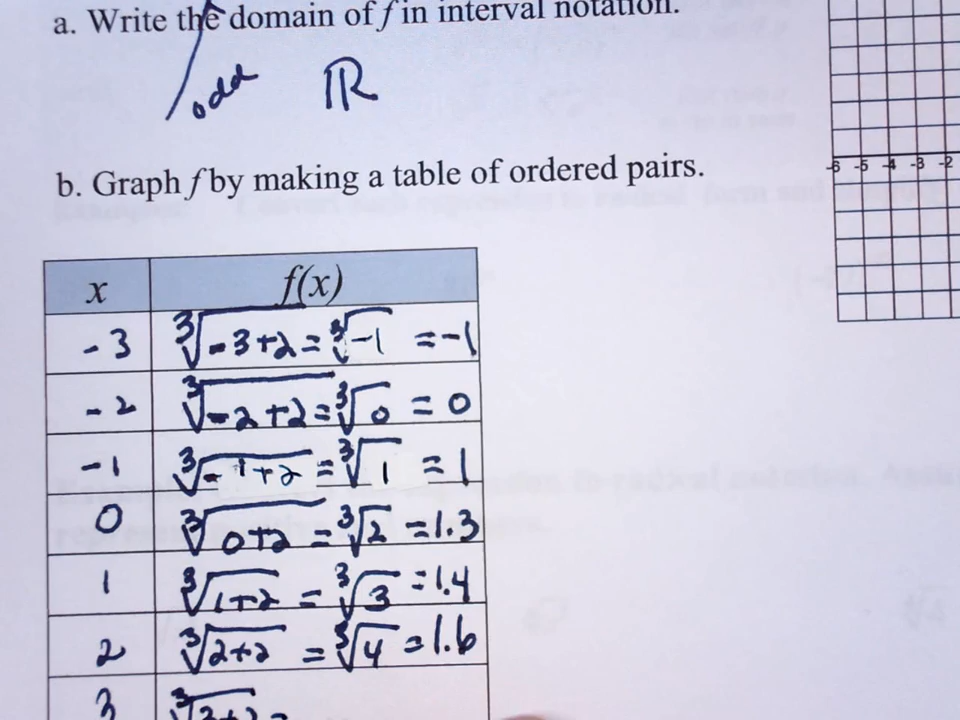 a. Write the domain of f in interval notation.
odd ℝ
b. Graph f by making a table of ordered pairs.
-6 -5 -4 -3 -2
x f(x)
-3 ∛-3+2 = ∛-1 = -1
-2 ∛-2+2 = ∛0 = 0
-1 ∛-1+2 = ∛1 = 1
0 ∛0+2 = ∛2 = 1.3
1 ∛1+2 = ∛3 = 1.4
2 ∛2+2 = ∛4 = 1.6
3 ∛3+2 =